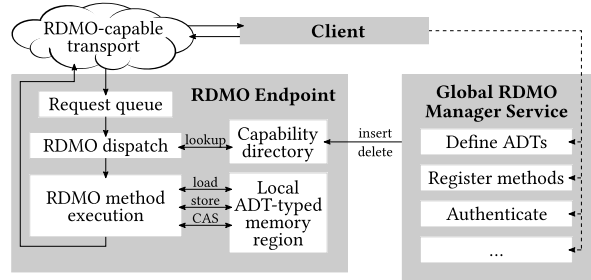 RDMO-capable
transport
Client
RDMO Endpoint
Request queue
RDMO dispatch
lookup
Capability
directory
RDMO method
execution
load
store
CAS
Local
ADT-typed
memory
region
insert
delete
Global RDMO
Manager Service
Define ADTs
Register methods
Authenticate
...